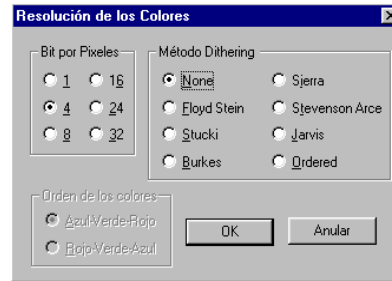 Resolución de los Colores
Bit por Pixeles
1
16
4
24
8
32
Método Dithering
None
Sierra
Floyd Stein
Stevenson Arce
Stucki
Jarvis
Burkes
Ordered
Orden de los colores
Azul-Verde-Rojo
Rojo-Verde-Azul
OK
Anular